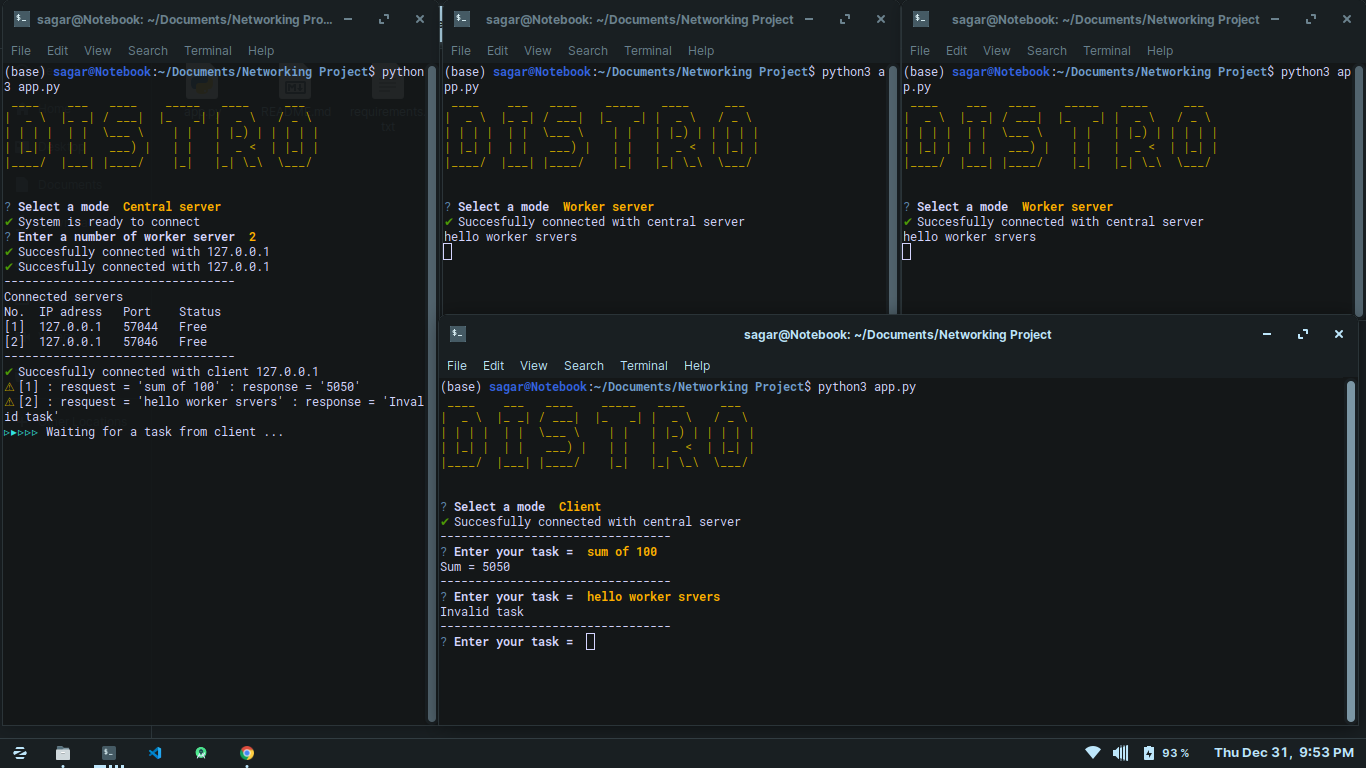 sagar@Notebook: ~/Documents/Networking Pro...
File Edit View Search Terminal Help
(base) sagar@Notebook:~/Documents/Networking Project$ python
3 app.py
DISTRO
? Select a mode  Central server
✔ System is ready to connect
? Enter a number of worker server  2
✔ Succesfully connected with 127.0.0.1
✔ Succesfully connected with 127.0.0.1
---------------------------------
Connected servers
No.  IP adress   Port    Status
[1]  127.0.0.1   57044   Free
[2]  127.0.0.1   57046   Free
---------------------------------
✔ Succesfully connected with client 127.0.0.1
⚠ [1] : resquest = 'sum of 100' : response = '5050'
⚠ [2] : resquest = 'hello worker srvers' : response = 'Inval
id task'
▹▸▹▹▹ Waiting for a task from client ...
sagar@Notebook: ~/Documents/Networking Project
File Edit View Search Terminal Help
(base) sagar@Notebook:~/Documents/Networking Project$ python3 a
pp.py
DISTRO
? Select a mode  Worker server
✔ Succesfully connected with central server
hello worker srvers
sagar@Notebook: ~/Documents/Networking Project
File Edit View Search Terminal Help
(base) sagar@Notebook:~/Documents/Networking Project$ python3 ap
p.py
DISTRO
? Select a mode  Worker server
✔ Succesfully connected with central server
hello worker srvers
sagar@Notebook: ~/Documents/Networking Project
File Edit View Search Terminal Help
(base) sagar@Notebook:~/Documents/Networking Project$ python3 app.py
DISTRO
? Select a mode  Client
✔ Succesfully connected with central server
---------------------------------
? Enter your task =  sum of 100
Sum = 5050
---------------------------------
? Enter your task =  hello worker srvers
Invalid task
---------------------------------
? Enter your task =
93 %
Thu Dec 31, 9:53 PM